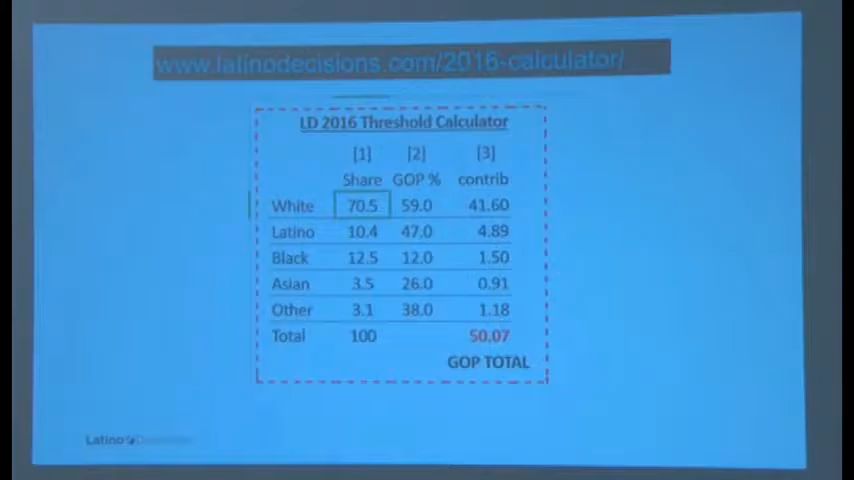 www.latinodecisions.com/2016-calculator/
LD 2016 Threshold Calculator
[1] [2] [3]
Share GOP % contrib
White 70.5 59.0 41.60
Latino 10.4 47.0 4.89
Black 12.5 12.0 1.50
Asian 3.5 26.0 0.91
Other 3.1 38.0 1.18
Total 100 50.07
GOP TOTAL
Latino